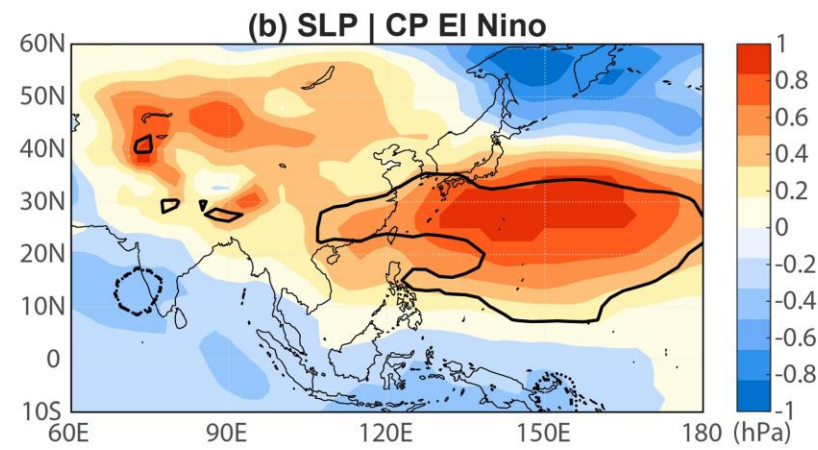 (b) SLP | CP El Nino
60N
50N
40N
30N
20N
10N
0
10S
60E 90E 120E 150E 180 (hPa)
1
0.8
0.6
0.4
0.2
0
-0.2
-0.4
-0.6
-0.8
-1